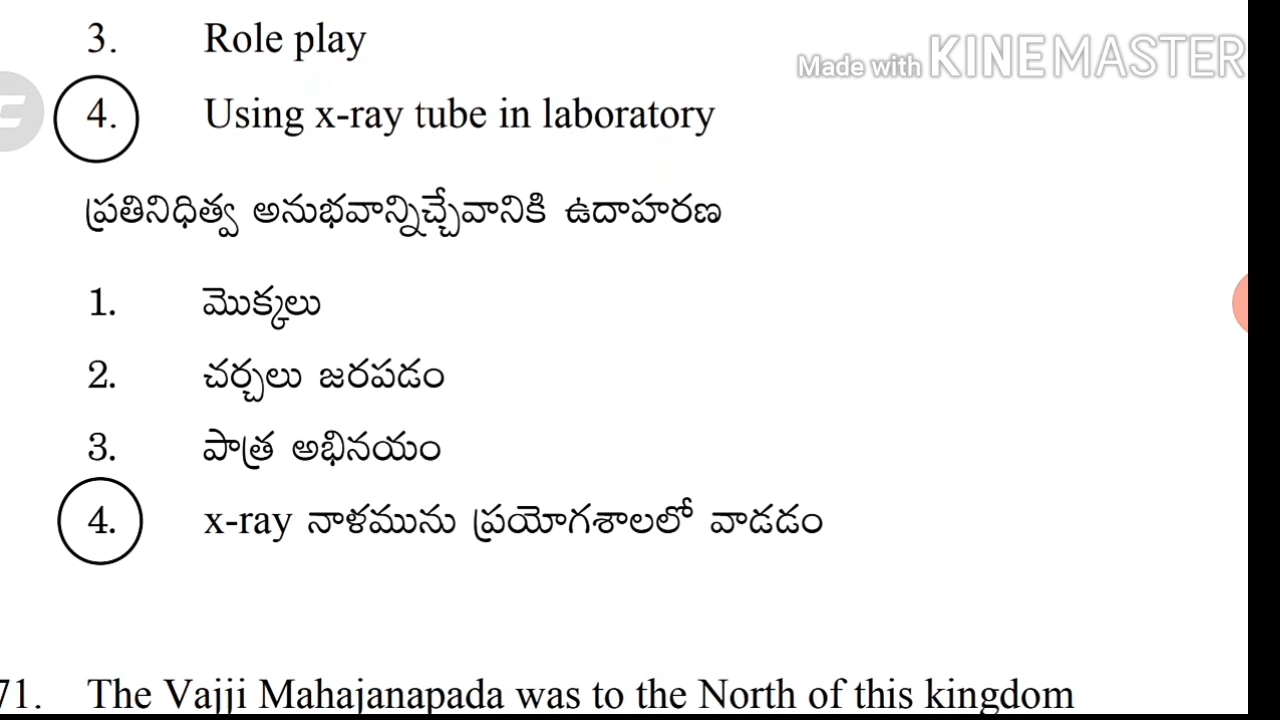 3. Role play
Made with KINEMASTER
4. Using x-ray tube in laboratory
ప్రతినిధిత్వ అనుభవాన్నిచ్చేవానికి ఉదాహరణ
1. మొక్కలు
2. చర్చలు జరపడం
3. పాత్ర అభినయం
4. x-ray నాళమును ప్రయోగశాలలో వాడడం
71. The Vajji Mahajanapada was to the North of this kingdom